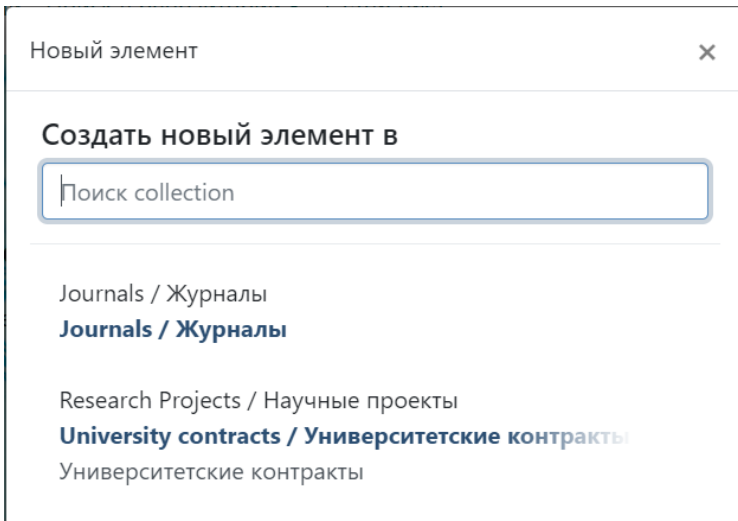 Новый элемент
×
Создать новый элемент в
Поиск collection
Journals / Журналы
Journals / Журналы
Research Projects / Научные проекты
University contracts / Университетские контракты
Университетские контракты